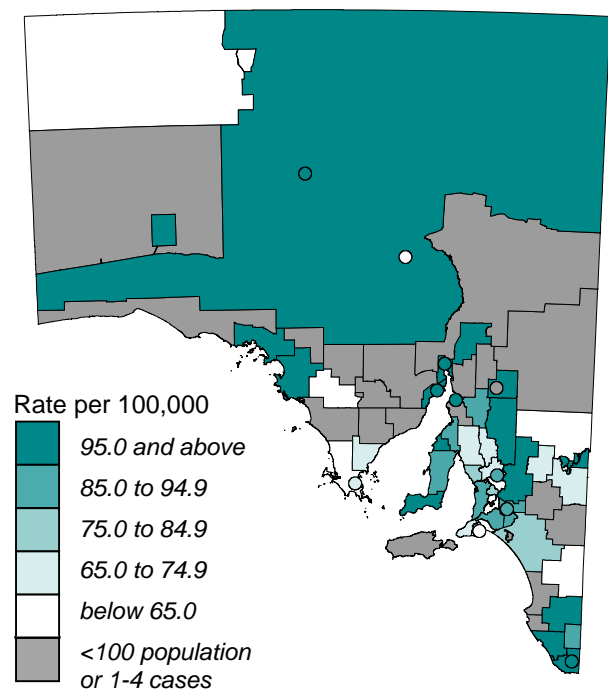 Rate per 100,000
95.0 and above
85.0 to 94.9
75.0 to 84.9
65.0 to 74.9
below 65.0
<100 population
or 1-4 cases